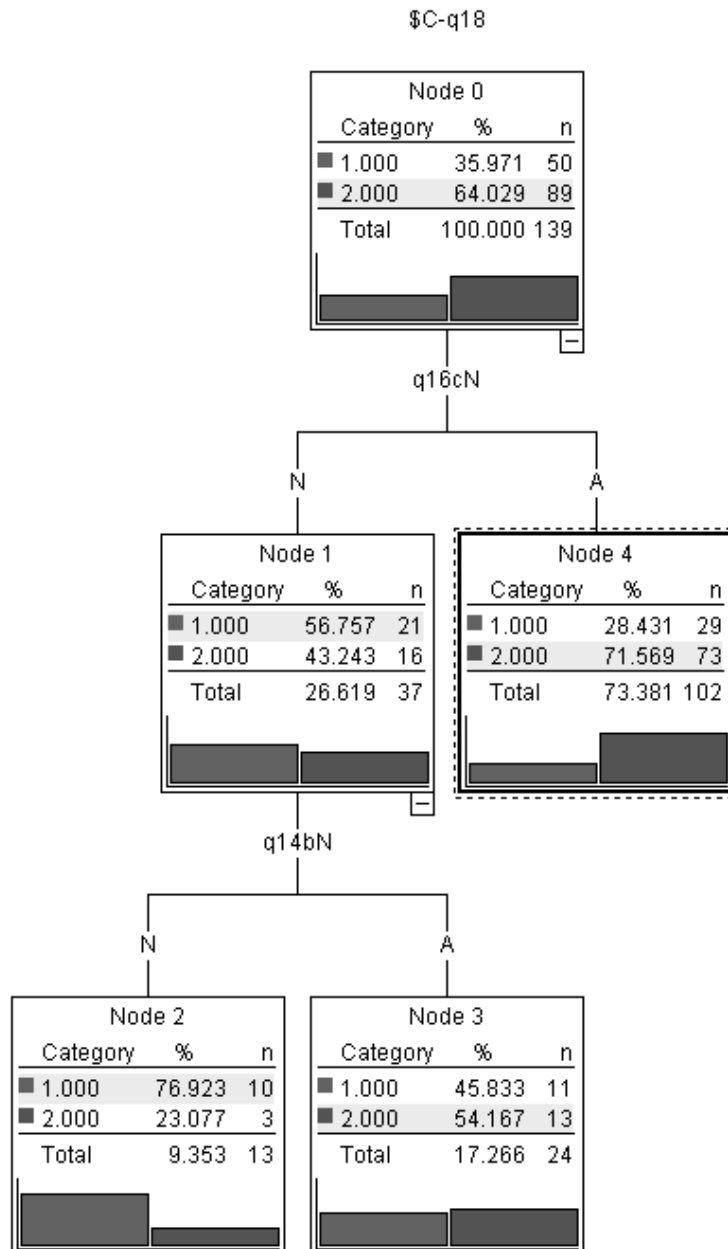 $C-q18
Node 0
Category % n
1.000 35.971 50
2.000 64.029 89
Total 100.000 139
q16cN
N
A
Node 1
Category % n
1.000 56.757 21
2.000 43.243 16
Total 26.619 37
Node 4
Category % n
1.000 28.431 29
2.000 71.569 73
Total 73.381 102
q14bN
N
A
Node 2
Category % n
1.000 76.923 10
2.000 23.077 3
Total 9.353 13
Node 3
Category % n
1.000 45.833 11
2.000 54.167 13
Total 17.266 24